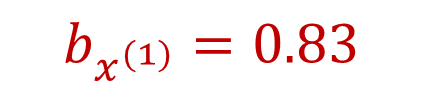 b_{x^{(1)}} = 0.83